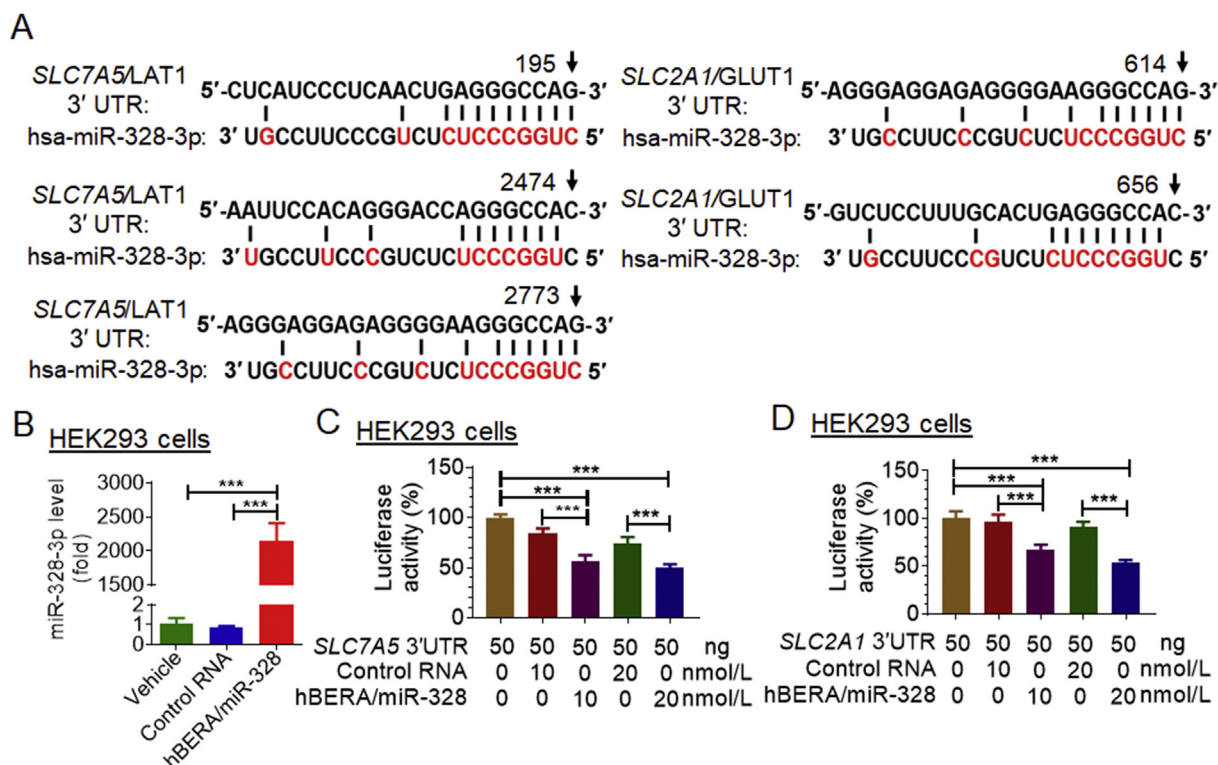 A
195
SLC7A5/LAT1
3′ UTR:
5′-CUCAUCCCUCAACUGAGGGCCAG-3′
hsa-miR-328-3p: 3′ UGCCUUCCCGUCUCUCCCGGUC 5′
614
SLC2A1/GLUT1
3′ UTR:
5′-AGGGAGGAGAGGGGAAGGGCCAG-3′
hsa-miR-328-3p: 3′ UGCCUUCCCGUCUCUCCCGGUC 5′
2474
SLC7A5/LAT1
3′ UTR:
5′-AAUUCCACAGGGACCAGGGCCAC-3′
hsa-miR-328-3p: 3′ UGCCUUCCCGUCUCUCCCGGUC 5′
656
SLC2A1/GLUT1
3′ UTR:
5′-GUCUCCUUUGCACUGAGGGCCAC-3′
hsa-miR-328-3p: 3′ UGCCUUCCCGUCUCUCCCGGUC 5′
2773
SLC7A5/LAT1
3′ UTR:
5′-AGGGAGGAGAGGGGAAGGGCCAG-3′
hsa-miR-328-3p: 3′ UGCCUUCCCGUCUCUCCCGGUC 5′
B
HEK293 cells
miR-328-3p level
(fold)
3000
2500
2000
1500
2
1
0
***
***
Vehicle
Control RNA
hBERA/miR-328
C
HEK293 cells
Luciferase
activity (%)
150
100
50
0
***
***
***
***
SLC7A5 3′UTR 50 50 50 50 50 ng
Control RNA 0 10 0 20 0 nmol/L
hBERA/miR-328 0 0 10 0 20 nmol/L
D
HEK293 cells
Luciferase
activity (%)
150
100
50
0
***
***
***
***
SLC2A1 3′UTR 50 50 50 50 50 ng
Control RNA 0 10 0 20 0 nmol/L
hBERA/miR-328 0 0 10 0 20 nmol/L